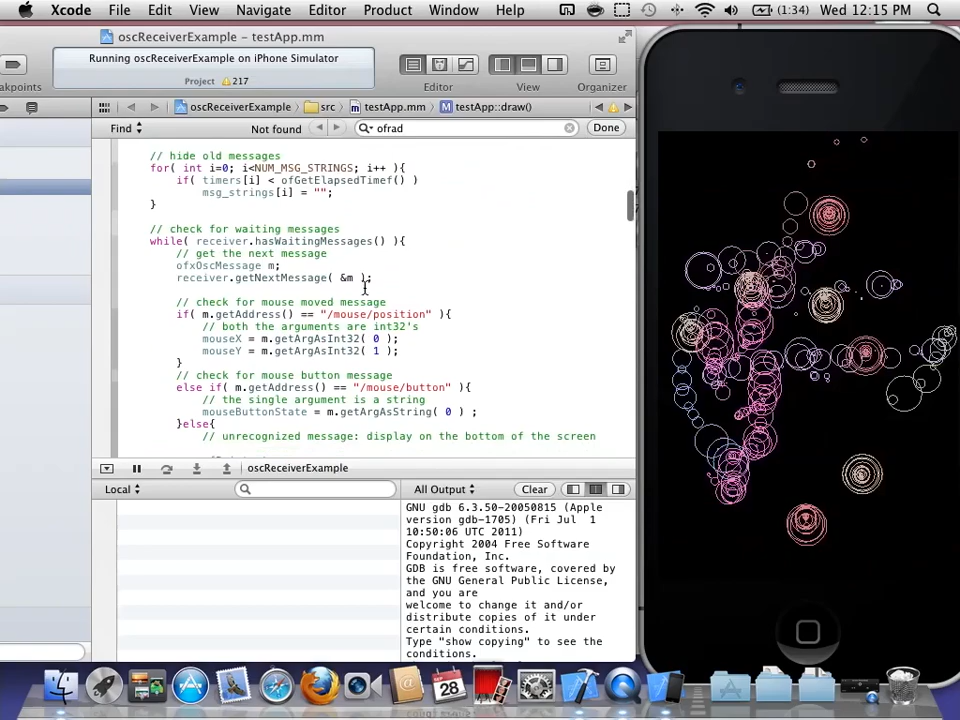 Xcode File Edit View Navigate Editor Product Window Help (1:34) Wed 12:15 PM
oscReceiverExample – testApp.mm
Running oscReceiverExample on iPhone Simulator
Project 217
akpoints Editor View Organizer
oscReceiverExample src testApp.mm testApp::draw()
Find Not found ofrad Done
// hide old messages
for( int i=0; i<NUM_MSG_STRINGS; i++ ){
if( timers[i] < ofGetElapsedTimef() )
msg_strings[i] = "";
}
// check for waiting messages
while( receiver.hasWaitingMessages() ){
// get the next message
ofxOscMessage m;
receiver.getNextMessage( &m );
// check for mouse moved message
if( m.getAddress() == "/mouse/position" ){
// both the arguments are int32's
mouseX = m.getArgAsInt32( 0 );
mouseY = m.getArgAsInt32( 1 );
}
// check for mouse button message
else if( m.getAddress() == "/mouse/button" ){
// the single argument is a string
mouseButtonState = m.getArgAsString( 0 ) ;
}else{
// unrecognized message: display on the bottom of the screen
oscReceiverExample
Local All Output Clear
GNU gdb 6.3.50-20050815 (Apple
version gdb-1705) (Fri Jul 1
10:50:06 UTC 2011)
Copyright 2004 Free Software
Foundation, Inc.
GDB is free software, covered by
the GNU General Public License,
and you are
welcome to change it and/or
distribute copies of it under
certain conditions.
Type "show copying" to see the
conditions.
SEP
28